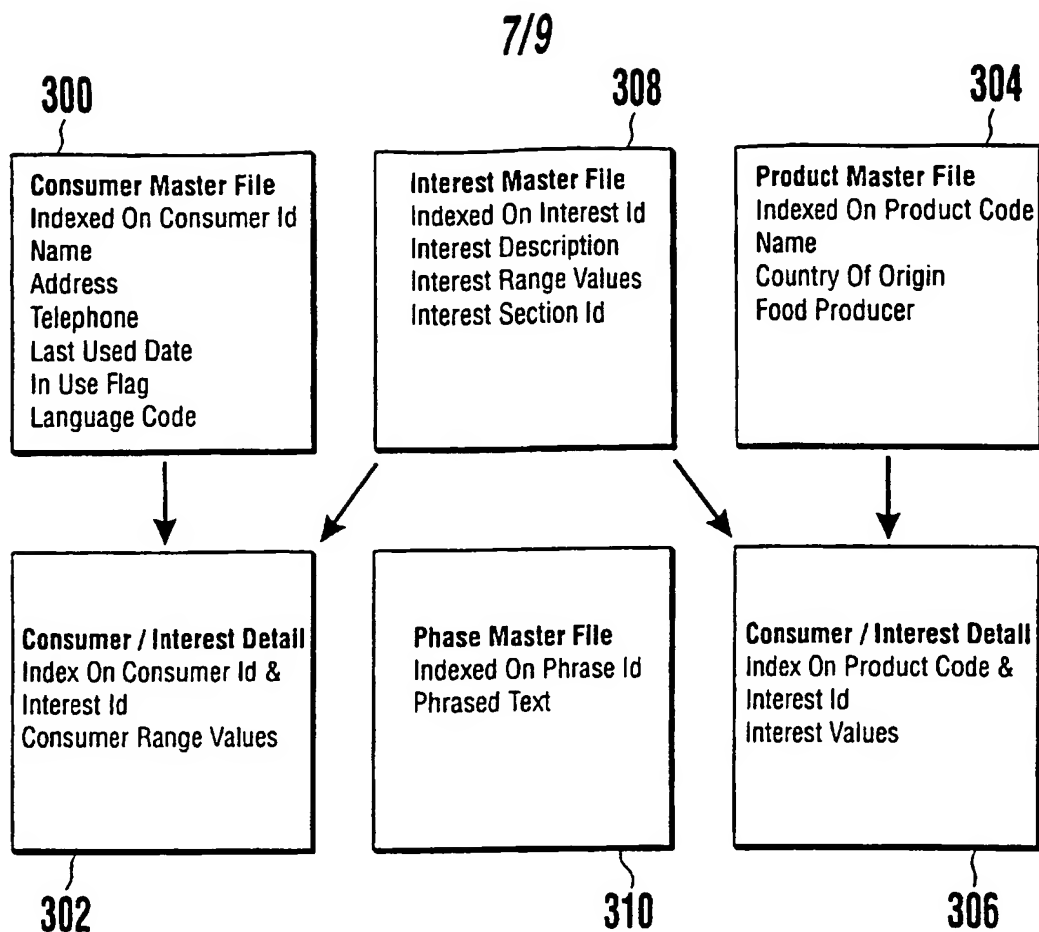 7/9
300
308
304
Consumer Master File
Indexed On Consumer Id
Name
Address
Telephone
Last Used Date
In Use Flag
Language Code
Interest Master File
Indexed On Interest Id
Interest Description
Interest Range Values
Interest Section Id
Product Master File
Indexed On Product Code
Name
Country Of Origin
Food Producer
Consumer / Interest Detail
Index On Consumer Id &
Interest Id
Consumer Range Values
Phase Master File
Indexed On Phrase Id
Phrased Text
Consumer / Interest Detail
Index On Product Code &
Interest Id
Interest Values
302
310
306